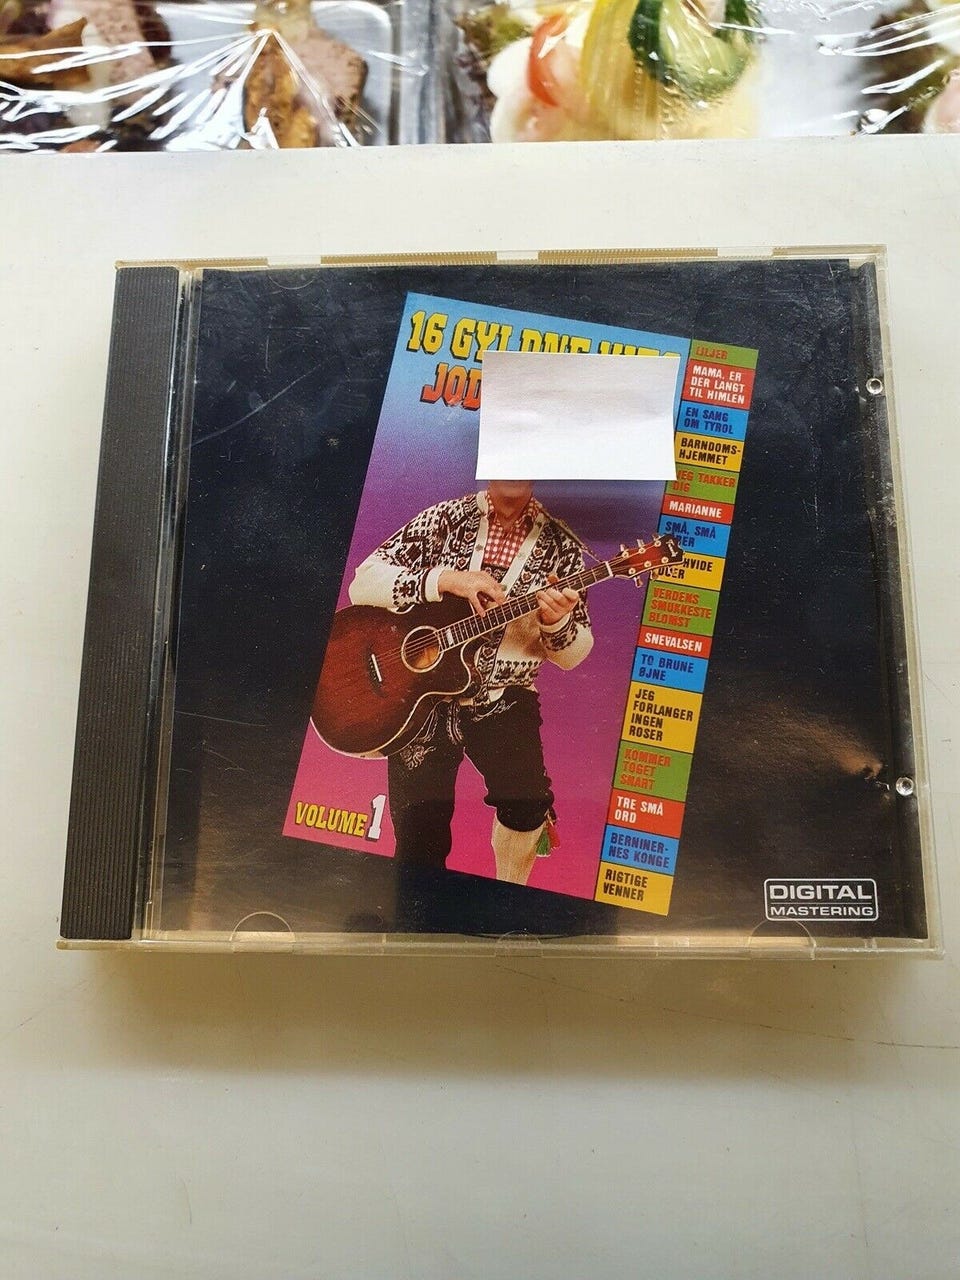 16 GYLDNE
JOD
LILJER
MAMA, ER
DER LANGT
TIL HIMLEN
EN SANG
OM TYROL
BARNDOMS-
HJEMMET
JEG TAKKER
DIG
MARIANNE
SMÅ, SMÅ
HVIDE
VERDENS
SMUKKESTE
BLOMST
SNEVALSEN
TO BRUNE
ØJNE
JEG
FORLANGER
INGEN
ROSER
KOMMER
TOGET
SNART
TRE SMÅ
ORD
BERNINER-
NES KONGE
RIGTIGE
VENNER
VOLUME 1
DIGITAL
MASTERING